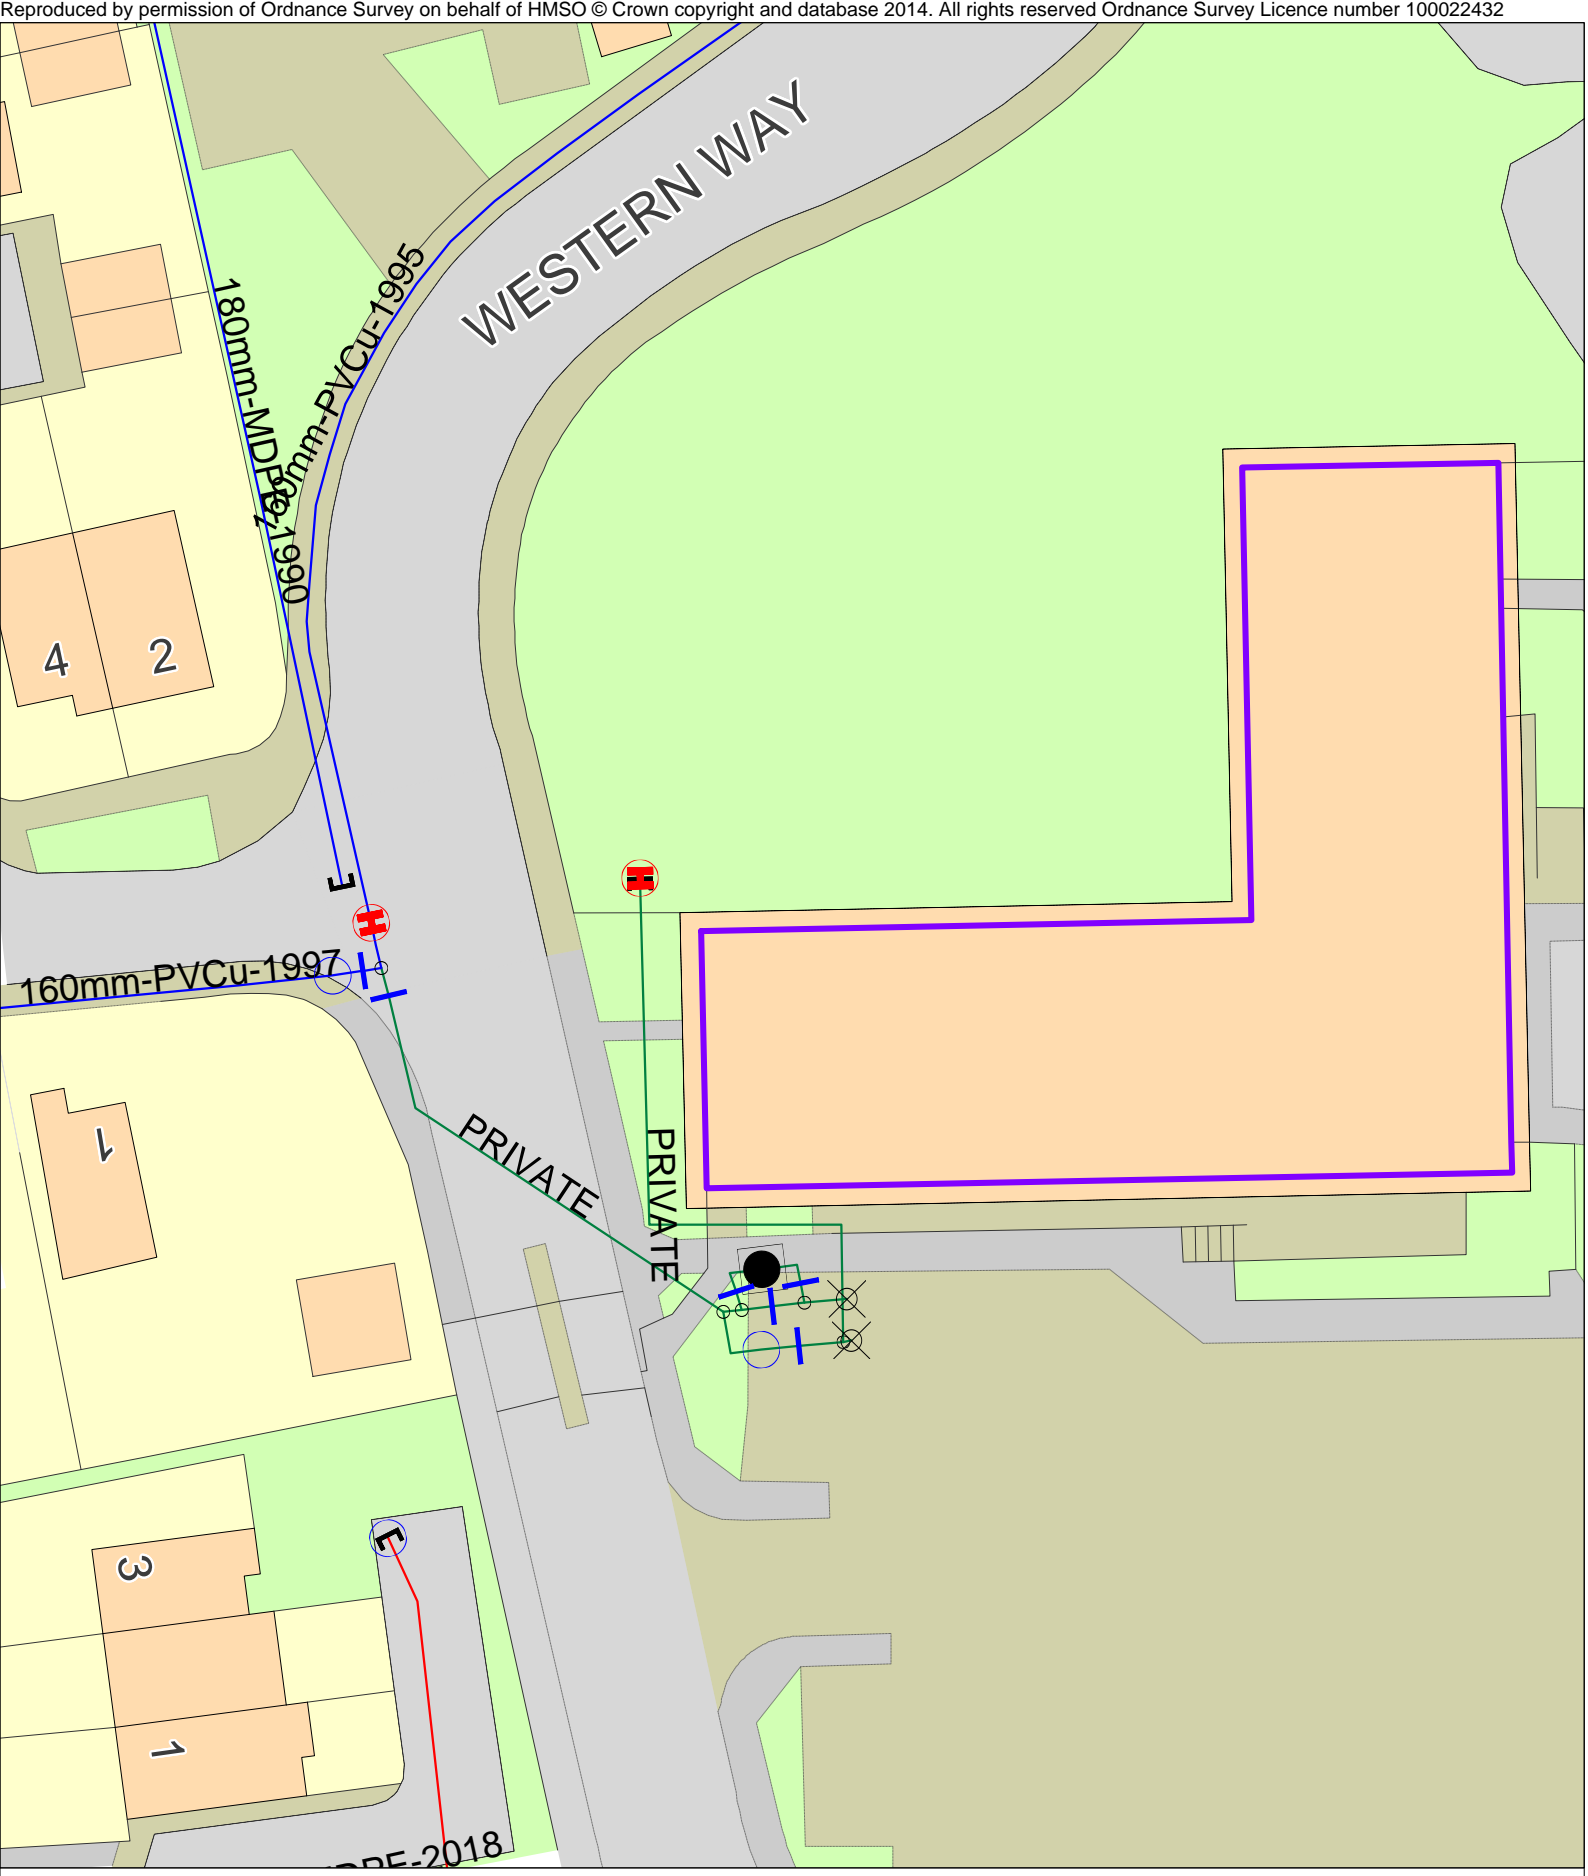 Reproduced by permission of Ordnance Survey on behalf of HMSO © Crown copyright and database 2014. All rights reserved Ordnance Survey Licence number 100022432
WESTERN WAY
180mm-MDPE-1990
PVCu-1995
4
2
160mm-PVCu-1997
1
PRIVATE
PRIVATE
3
1
2018